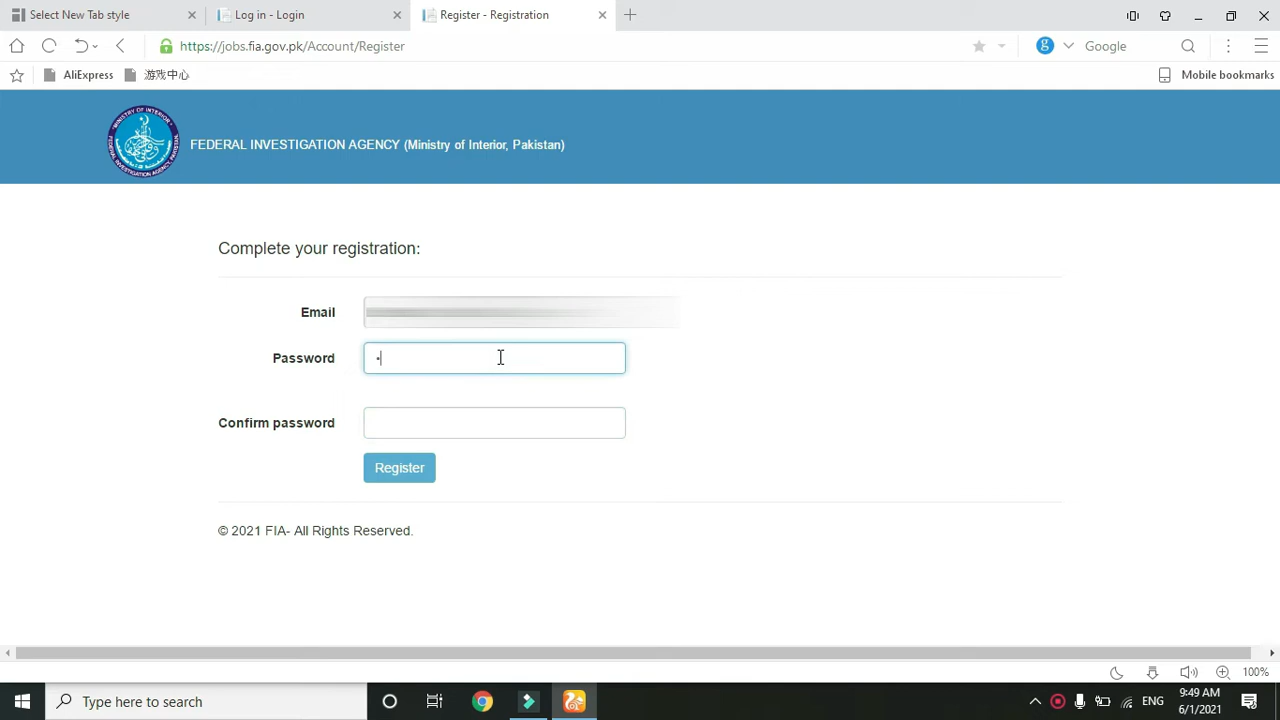 Select New Tab style
Log in - Login
Register - Registration
https://jobs.fia.gov.pk/Account/Register
Google
AliExpress
游戏中心
Mobile bookmarks
FEDERAL INVESTIGATION AGENCY (Ministry of Interior, Pakistan)
Complete your registration:
Email
Password
Confirm password
Register
© 2021 FIA- All Rights Reserved.
100%
Type here to search
ENG
9:49 AM
6/1/2021